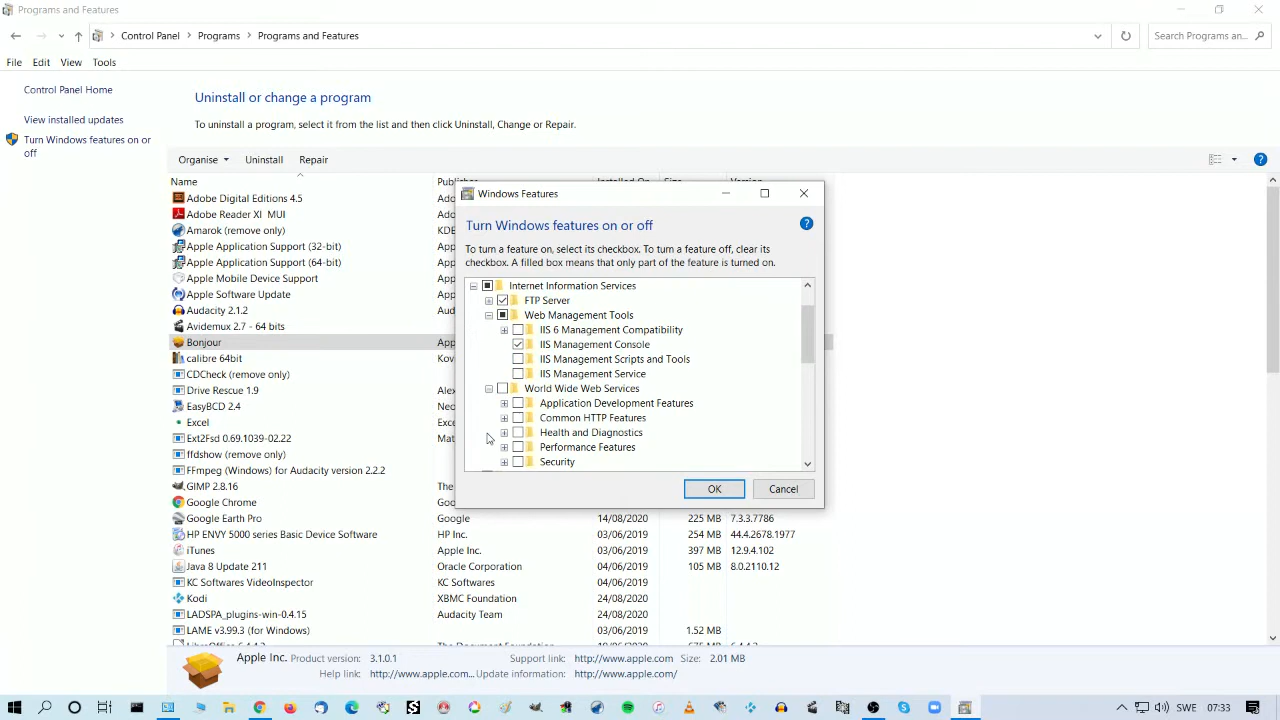 Programs and Features
Control Panel > Programs > Programs and Features
Search Programs an...
File Edit View Tools
Control Panel Home
View installed updates
Turn Windows features on or
off
Uninstall or change a program
To uninstall a program, select it from the list and then click Uninstall, Change or Repair.
Organise Uninstall Repair
Name
Adobe Digital Editions 4.5
Adobe Reader XI MUI
Amarok (remove only) KDE
Apple Application Support (32-bit)
Apple Application Support (64-bit)
Apple Mobile Device Support
Apple Software Update
Audacity 2.1.2
Avidemux 2.7 - 64 bits
Bonjour
calibre 64bit
CDCheck (remove only)
Drive Rescue 1.9
EasyBCD 2.4
Excel
Ext2Fsd 0.69.1039-02.22
ffdshow (remove only)
FFmpeg (Windows) for Audacity version 2.2.2
GIMP 2.8.16
Google Chrome
Google Earth Pro Google 14/08/2020 225 MB 7.3.3.7786
HP ENVY 5000 series Basic Device Software HP Inc. 03/06/2019 254 MB 44.4.2678.1977
iTunes Apple Inc. 03/06/2019 397 MB 12.9.4.102
Java 8 Update 211 Oracle Corporation 04/06/2019 105 MB 8.0.2110.12
KC Softwares VideoInspector KC Softwares 04/06/2019
Kodi XBMC Foundation 24/08/2020
LADSPA_plugins-win-0.4.15 Audacity Team 24/08/2020
LAME v3.99.3 (for Windows) 03/06/2019 1.52 MB
Windows Features
Turn Windows features on or off
To turn a feature on, select its checkbox. To turn a feature off, clear its
checkbox. A filled box means that only part of the feature is turned on.
Internet Information Services
FTP Server
Web Management Tools
IIS 6 Management Compatibility
IIS Management Console
IIS Management Scripts and Tools
IIS Management Service
World Wide Web Services
Application Development Features
Common HTTP Features
Health and Diagnostics
Performance Features
Security
OK Cancel
Apple Inc. Product version: 3.1.0.1 Support link: http://www.apple.com Size: 2.01 MB
Help link: http://www.apple.com... Update information: http://www.apple.com/
SWE 07:33